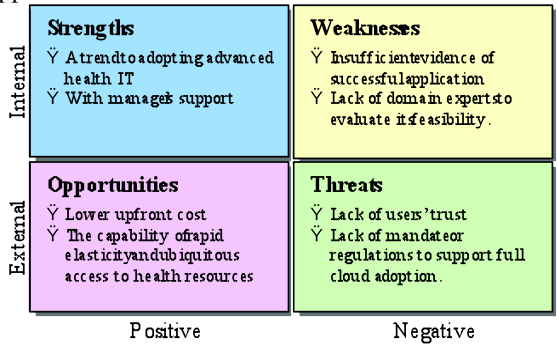 Strengths
Ÿ A trend to adopting advanced
health IT
Ÿ With manager's support
Weaknesses
Ÿ Insufficient evidence of
successful application
Ÿ Lack of domain experts to
evaluate its feasibility.
Internal
Opportunities
Ÿ Lower upfront cost
Ÿ The capability of rapid
elasticity and ubiquitous
access to health resources
Threats
Ÿ Lack of users' trust
Ÿ Lack of mandate or
regulations to support full
cloud adoption.
External
Positive
Negative